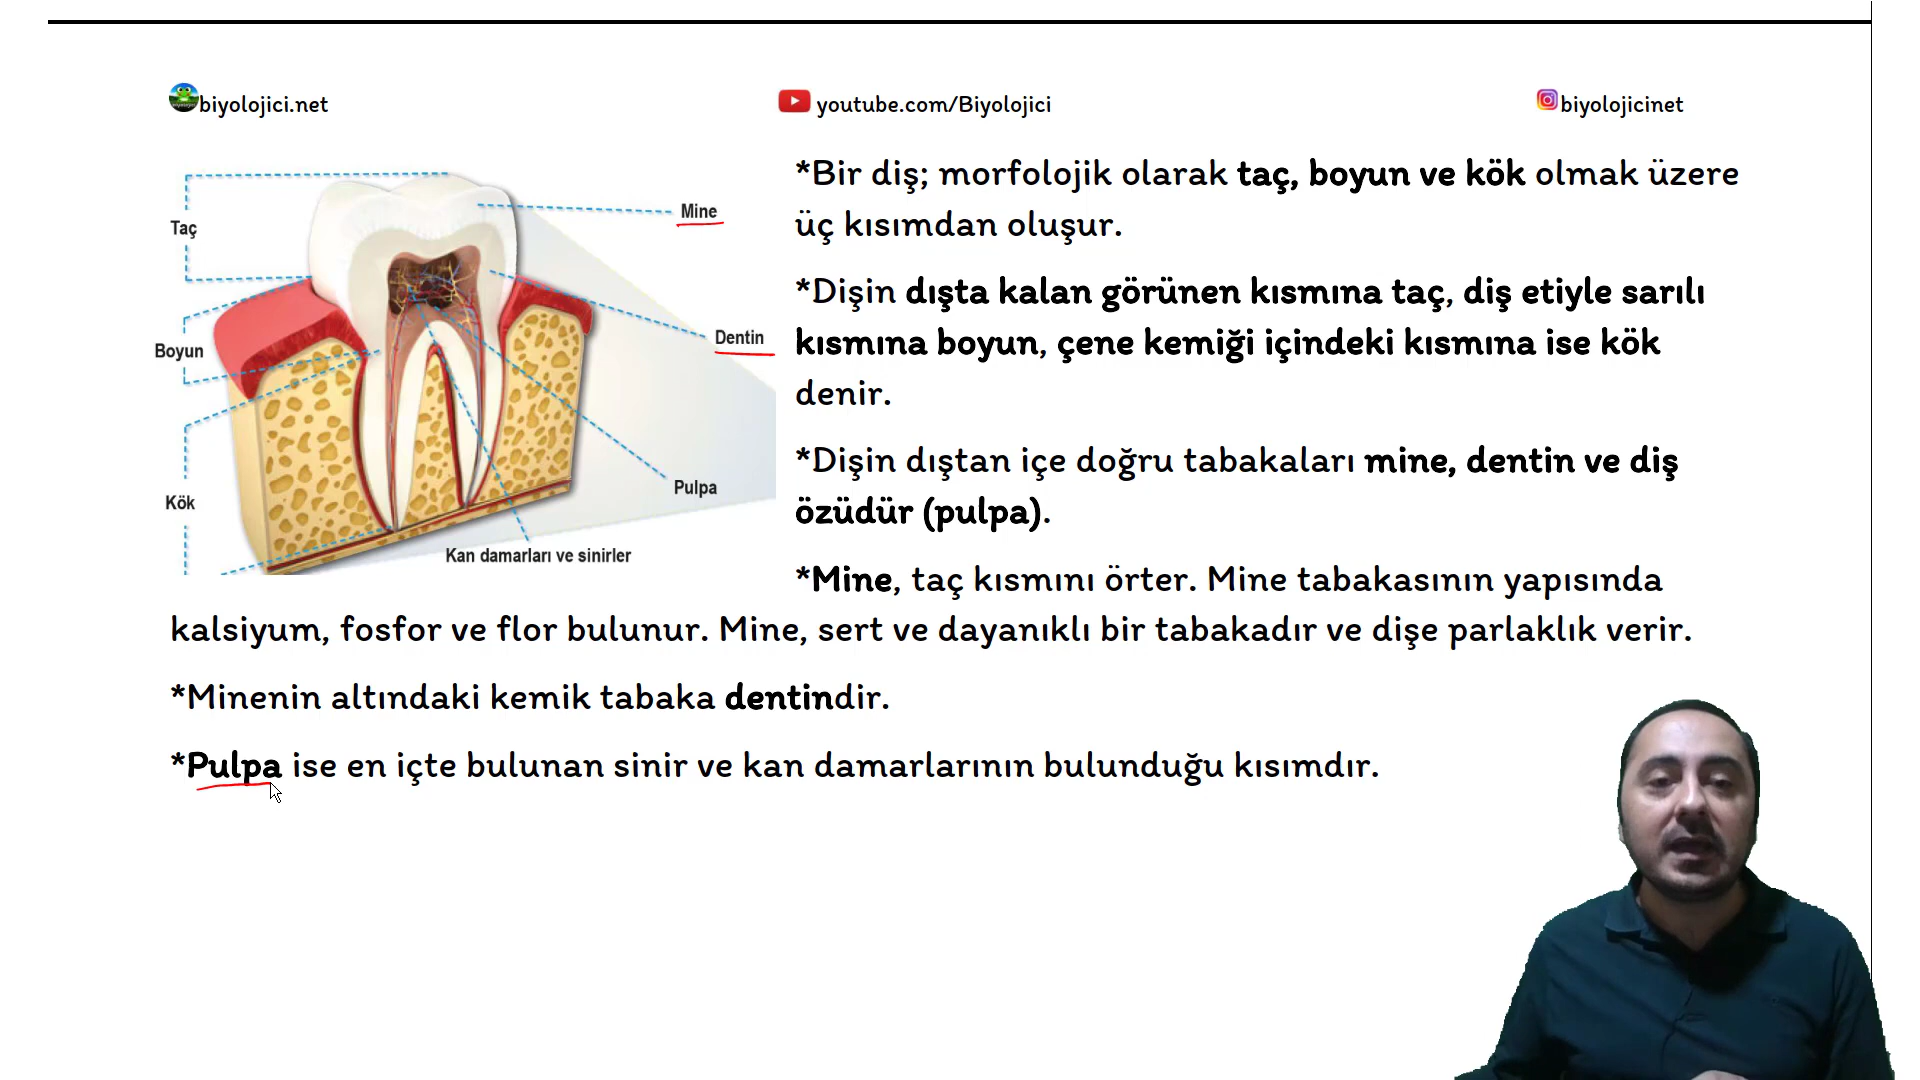 biyolojici.net
youtube.com/Biyolojici
biyolojicinet
Taç
Mine
Boyun
Dentin
Kök
Pulpa
Kan damarları ve sinirler
*Bir diş; morfolojik olarak taç, boyun ve kök olmak üzere
üç kısımdan oluşur.
*Dişin dışta kalan görünen kısmına taç, diş etiyle sarılı
kısmına boyun, çene kemiği içindeki kısmına ise kök
denir.
*Dişin dıştan içe doğru tabakaları mine, dentin ve diş
özüdür (pulpa).
*Mine, taç kısmını örter. Mine tabakasının yapısında
kalsiyum, fosfor ve flor bulunur. Mine, sert ve dayanıklı bir tabakadır ve dişe parlaklık verir.
*Minenin altındaki kemik tabaka dentindir.
*Pulpa ise en içte bulunan sinir ve kan damarlarının bulunduğu kısımdır.